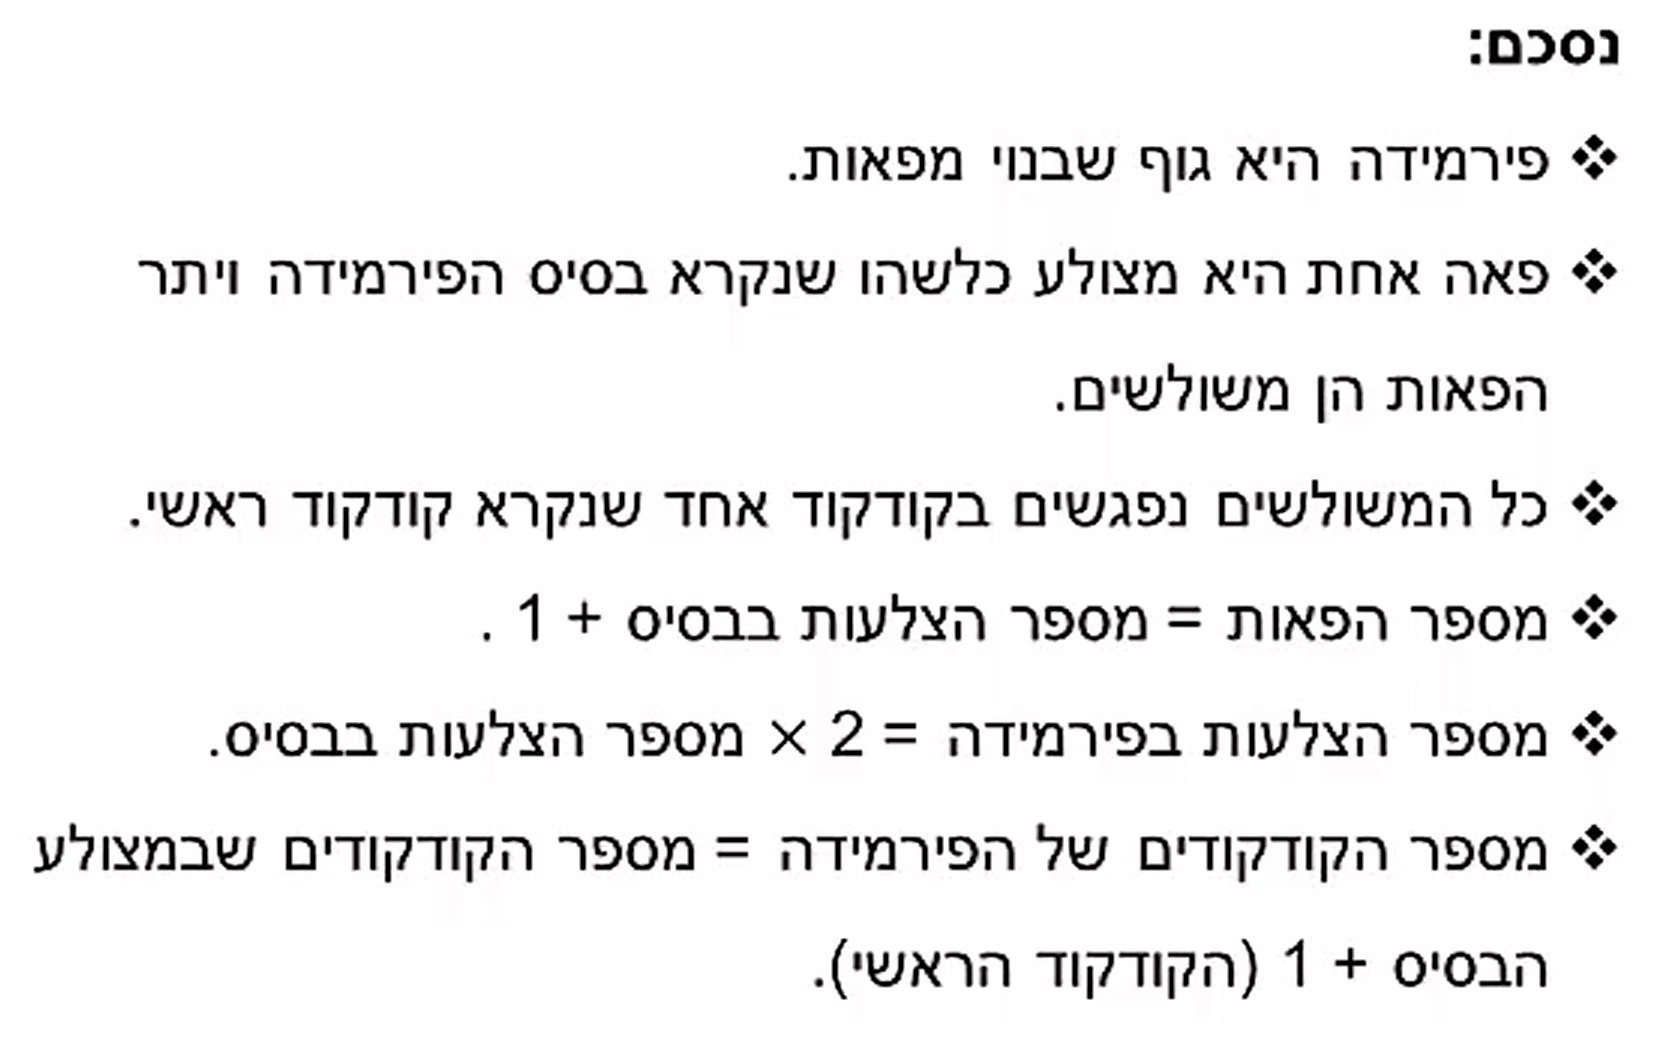 נסכם:
❖ פירמידה היא גוף שבנוי מפאות.
❖ פאה אחת היא מצולע כלשהו שנקרא בסיס הפירמידה ויתר
הפאות הן משולשים.
❖ כל המשולשים נפגשים בקודקוד אחד שנקרא קודקוד ראשי.
❖ מספר הפאות = מספר הצלעות בבסיס + 1 .
❖ מספר הצלעות בפירמידה = 2 × מספר הצלעות בבסיס.
❖ מספר הקודקודים של הפירמידה = מספר הקודקודים שבמצולע
הבסיס + 1 (הקודקוד הראשי).